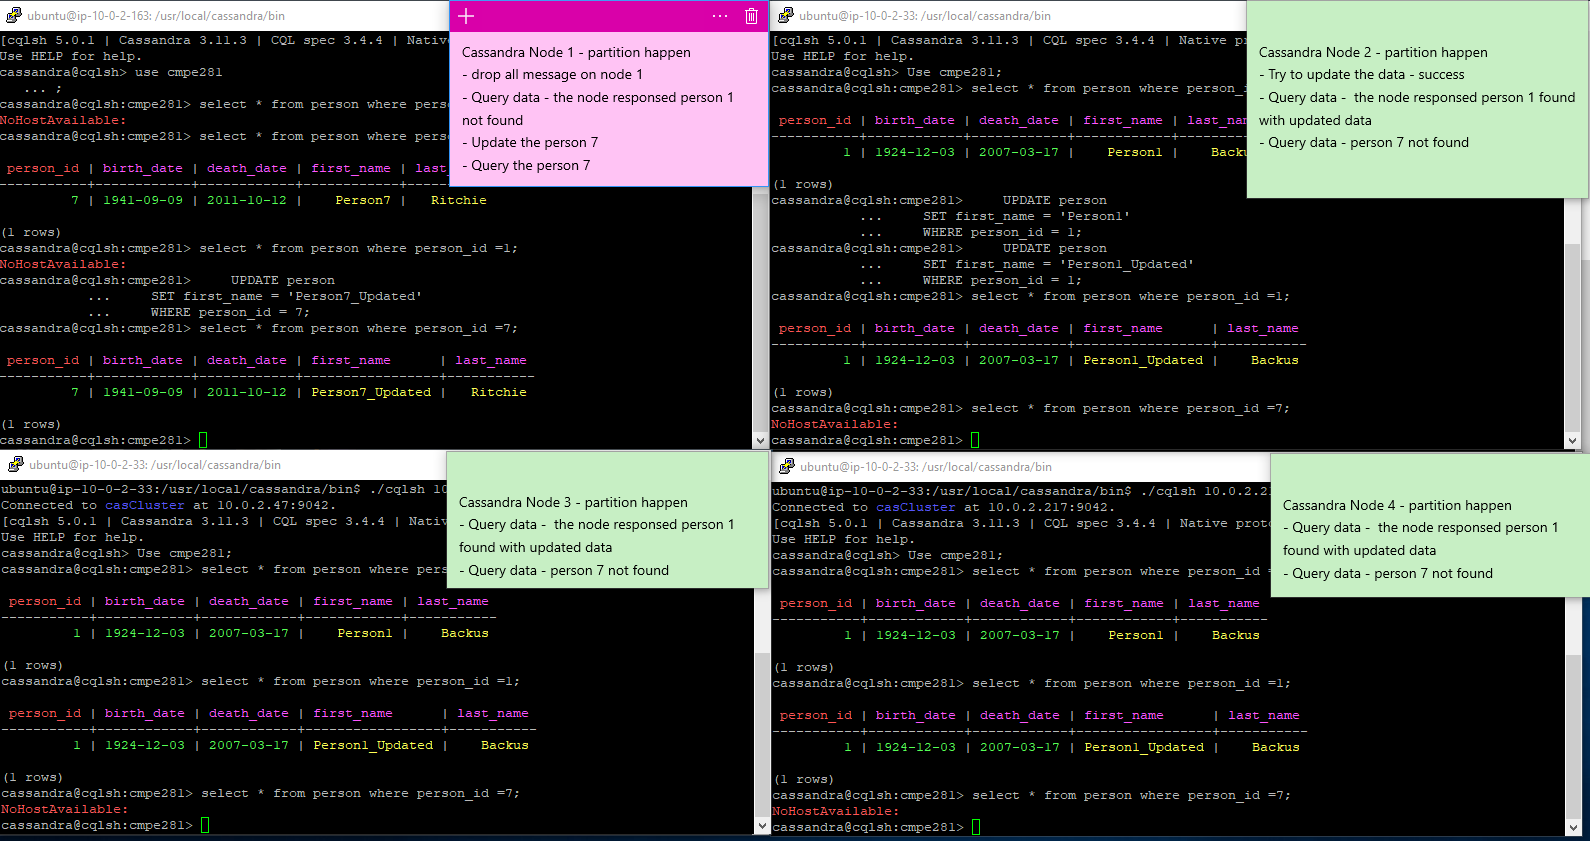 ubuntu@ip-10-0-2-163: /usr/local/cassandra/bin
[cqlsh 5.0.1 | Cassandra 3.11.3 | CQL spec 3.4.4 | Native
Use HELP for help.
cassandra@cqlsh> use cmpe281
... ;
cassandra@cqlsh:cmpe281> select * from person where pers
NoHostAvailable:
cassandra@cqlsh:cmpe281> select * from person where pers
person_id | birth_date | death_date | first_name | last_
-----------+------------+------------+------------+------
7 | 1941-09-09 | 2011-10-12 | Person7 | Ritchie
(1 rows)
cassandra@cqlsh:cmpe281> select * from person where person_id =1;
NoHostAvailable:
cassandra@cqlsh:cmpe281> UPDATE person
... SET first_name = 'Person7_Updated'
... WHERE person_id = 7;
cassandra@cqlsh:cmpe281> select * from person where person_id =7;
person_id | birth_date | death_date | first_name | last_name
-----------+------------+------------+-----------------+-----------
7 | 1941-09-09 | 2011-10-12 | Person7_Updated | Ritchie
(1 rows)
cassandra@cqlsh:cmpe281>
Cassandra Node 1 - partition happen
- drop all message on node 1
- Query data - the node responsed person 1
not found
- Update the person 7
- Query the person 7
ubuntu@ip-10-0-2-33: /usr/local/cassandra/bin
[cqlsh 5.0.1 | Cassandra 3.11.3 | CQL spec 3.4.4 | Native pro
Use HELP for help.
cassandra@cqlsh> Use cmpe281;
cassandra@cqlsh:cmpe281> select * from person where person_i
person_id | birth_date | death_date | first_name | last_nam
-----------+------------+------------+------------+---------
1 | 1924-12-03 | 2007-03-17 | Person1 | Backu
(1 rows)
cassandra@cqlsh:cmpe281> UPDATE person
... SET first_name = 'Person1'
... WHERE person_id = 1;
cassandra@cqlsh:cmpe281> UPDATE person
... SET first_name = 'Person1_Updated'
... WHERE person_id = 1;
cassandra@cqlsh:cmpe281> select * from person where person_id =1;
person_id | birth_date | death_date | first_name | last_name
-----------+------------+------------+-----------------+-----------
1 | 1924-12-03 | 2007-03-17 | Person1_Updated | Backus
(1 rows)
cassandra@cqlsh:cmpe281> select * from person where person_id =7;
NoHostAvailable:
cassandra@cqlsh:cmpe281>
Cassandra Node 2 - partition happen
- Try to update the data - success
- Query data - the node responsed person 1 found
with updated data
- Query data - person 7 not found
ubuntu@ip-10-0-2-33: /usr/local/cassandra/bin
ubuntu@ip-10-0-2-33:/usr/local/cassandra/bin$ ./cqlsh 10
Connected to casCluster at 10.0.2.47:9042.
[cqlsh 5.0.1 | Cassandra 3.11.3 | CQL spec 3.4.4 | Nativ
Use HELP for help.
cassandra@cqlsh> Use cmpe281;
cassandra@cqlsh:cmpe281> select * from person where pers
person_id | birth_date | death_date | first_name | last_name
-----------+------------+------------+------------+-----------
1 | 1924-12-03 | 2007-03-17 | Person1 | Backus
(1 rows)
cassandra@cqlsh:cmpe281> select * from person where person_id =1;
person_id | birth_date | death_date | first_name | last_name
-----------+------------+------------+-----------------+-----------
1 | 1924-12-03 | 2007-03-17 | Person1_Updated | Backus
(1 rows)
cassandra@cqlsh:cmpe281> select * from person where person_id =7;
NoHostAvailable:
cassandra@cqlsh:cmpe281>
Cassandra Node 3 - partition happen
- Query data - the node responsed person 1
found with updated data
- Query data - person 7 not found
ubuntu@ip-10-0-2-33: /usr/local/cassandra/bin
ubuntu@ip-10-0-2-33:/usr/local/cassandra/bin$ ./cqlsh 10.0.2.21
Connected to casCluster at 10.0.2.217:9042.
[cqlsh 5.0.1 | Cassandra 3.11.3 | CQL spec 3.4.4 | Native proto
Use HELP for help.
cassandra@cqlsh> Use cmpe281;
cassandra@cqlsh:cmpe281> select * from person where person_id =
person_id | birth_date | death_date | first_name | last_name
-----------+------------+------------+------------+-----------
1 | 1924-12-03 | 2007-03-17 | Person1 | Backus
(1 rows)
cassandra@cqlsh:cmpe281> select * from person where person_id =1;
person_id | birth_date | death_date | first_name | last_name
-----------+------------+------------+-----------------+-----------
1 | 1924-12-03 | 2007-03-17 | Person1_Updated | Backus
(1 rows)
cassandra@cqlsh:cmpe281> select * from person where person_id =7;
NoHostAvailable:
cassandra@cqlsh:cmpe281>
Cassandra Node 4 - partition happen
- Query data - the node responsed person 1
found with updated data
- Query data - person 7 not found